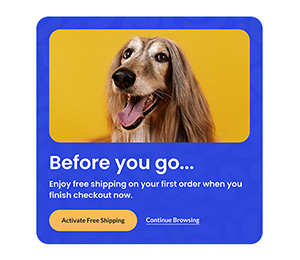 Before you go...
Enjoy free shipping on your first order when you
finish checkout now.
Activate Free Shipping
Continue Browsing